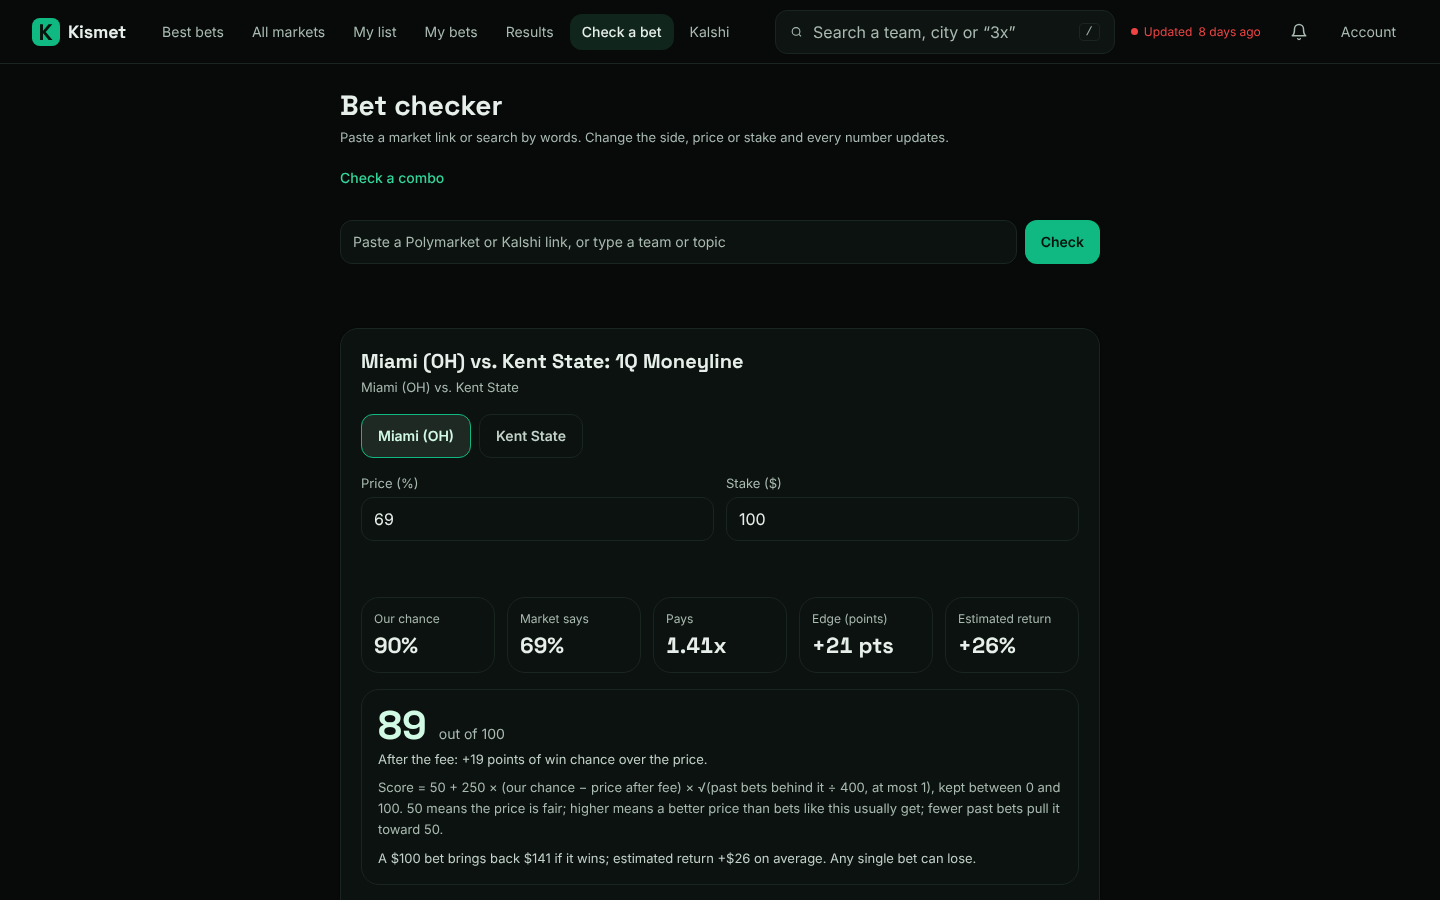 Kismet
Best bets
All markets
My list
My bets
Results
Check a bet
Kalshi
Search a team, city or “3x”
/
Updated 8 days ago
Account
Bet checker
Paste a market link or search by words. Change the side, price or stake and every number updates.
Check a combo
Paste a Polymarket or Kalshi link, or type a team or topic
Check
Miami (OH) vs. Kent State: 1Q Moneyline
Miami (OH) vs. Kent State
Miami (OH)
Kent State
Price (%)
Stake ($)
69
100
Our chance
Market says
Pays
Edge (points)
Estimated return
90%
69%
1.41x
+21 pts
+26%
89 out of 100
After the fee: +19 points of win chance over the price.
Score = 50 + 250 × (our chance − price after fee) × √(past bets behind it ÷ 400, at most 1), kept between 0 and
100. 50 means the price is fair; higher means a better price than bets like this usually get; fewer past bets pull it
toward 50.
A $100 bet brings back $141 if it wins; estimated return +$26 on average. Any single bet can lose.